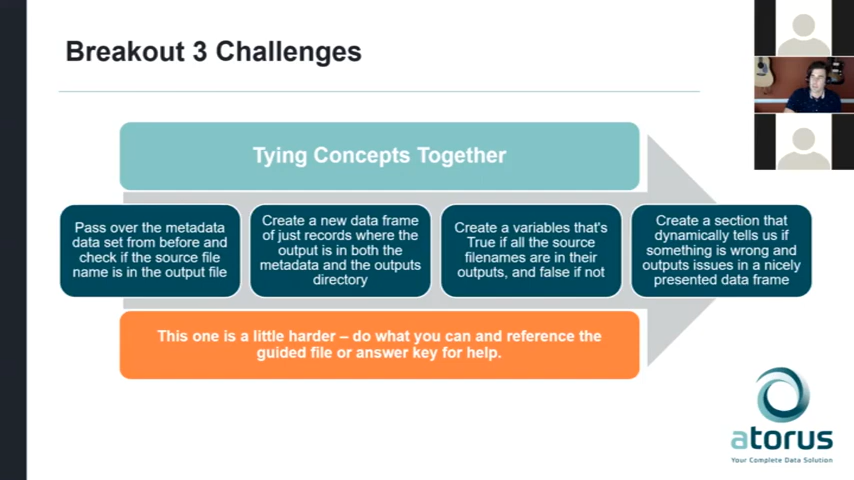 Breakout 3 Challenges
Tying Concepts Together
Pass over the metadata
data set from before and
check if the source file
name is in the output file
Create a new data frame
of just records where the
output is in both the
metadata and the outputs
directory
Create a variables that's
True if all the source
filenames are in their
outputs, and false if not
Create a section that
dynamically tells us if
something is wrong and
outputs issues in a nicely
presented data frame
This one is a little harder – do what you can and reference the
guided file or answer key for help.
atorus
Your Complete Data Solution